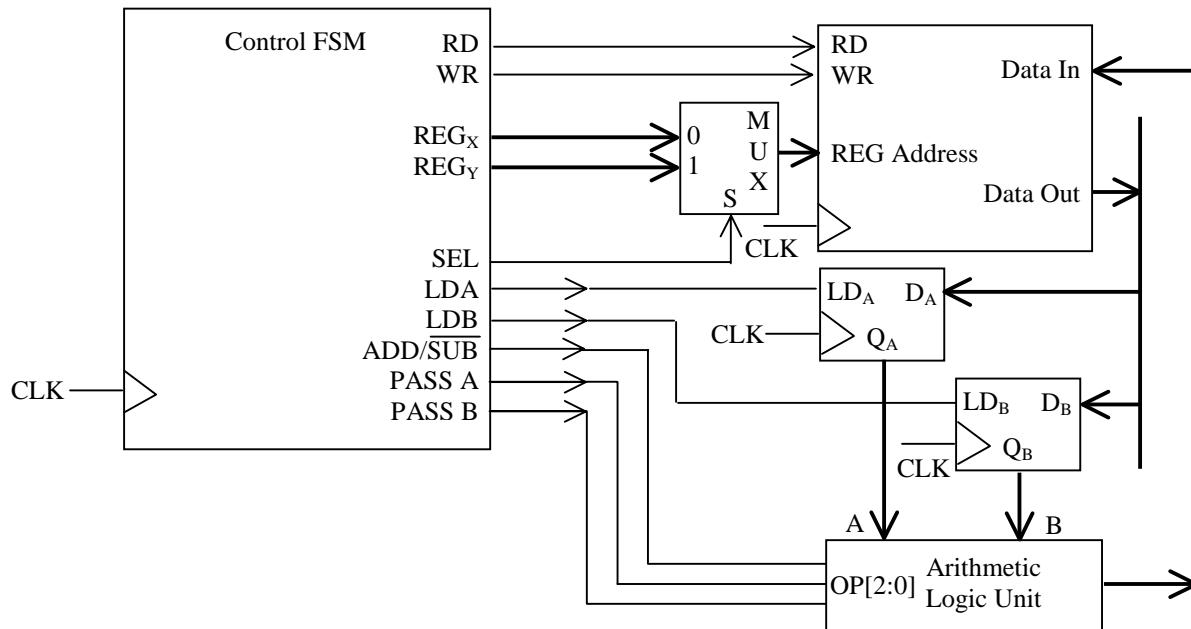 Control FSM
RD
WR
REGX
REGY
SEL
LDA
LDB
ADD/SUB
PASS A
PASS B
CLK
0
1
M
U
X
S
RD
WR
Data In
REG Address
Data Out
CLK
LDA
DA
CLK
QA
LDB
DB
CLK
QB
A
B
OP[2:0]
Arithmetic
Logic Unit